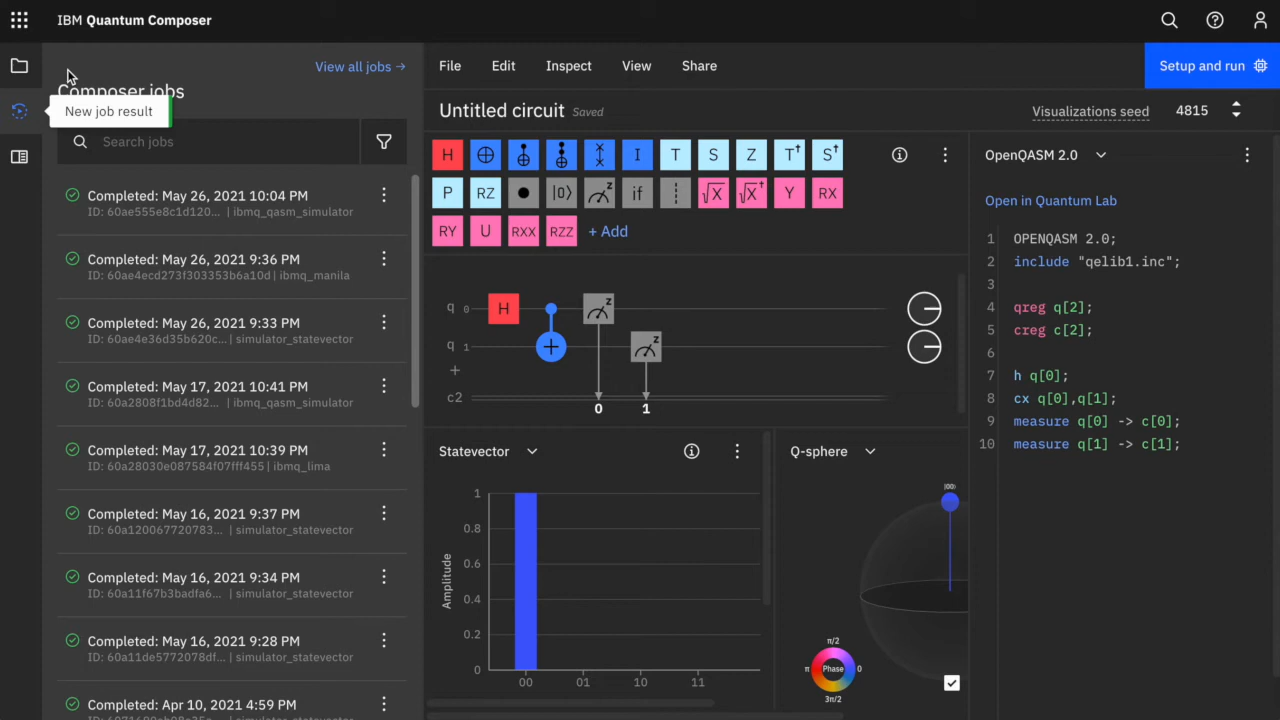 IBM Quantum Composer
View all jobs →
Composer jobs
New job result
Search jobs
Completed: May 26, 2021 10:04 PM
ID: 60ae555e8c1d120... | ibmq_qasm_simulator
Completed: May 26, 2021 9:36 PM
ID: 60ae4ecd273f303353b6a10d | ibmq_manila
Completed: May 26, 2021 9:33 PM
ID: 60ae4e36d35b620c... | simulator_statevector
Completed: May 17, 2021 10:41 PM
ID: 60a2808f1bd4d82... | ibmq_qasm_simulator
Completed: May 17, 2021 10:39 PM
ID: 60a28030e087584f07fff455 | ibmq_lima
Completed: May 16, 2021 9:37 PM
ID: 60a120067720783... | simulator_statevector
Completed: May 16, 2021 9:34 PM
ID: 60a11f67b3badfa6... | simulator_statevector
Completed: May 16, 2021 9:28 PM
ID: 60a11de5772078df... | simulator_statevector
Completed: Apr 10, 2021 4:59 PM
File Edit Inspect View Share
Setup and run
Untitled circuit Saved
Visualizations seed 4815
H I T S Z T† S†
P RZ |0⟩ z if √X √X† Y RX
RY U RXX RZZ + Add
q 0 H z
q 1 + z
+
c2
0 1
Statevector
Amplitude
1
0.8
0.6
0.4
0.2
0
00 01 10 11
Q-sphere
|00⟩
π/2
π Phase 0
3π/2
OpenQASM 2.0
Open in Quantum Lab
1 OPENQASM 2.0;
2 include "qelib1.inc";
3
4 qreg q[2];
5 creg c[2];
6
7 h q[0];
8 cx q[0],q[1];
9 measure q[0] -> c[0];
10 measure q[1] -> c[1];